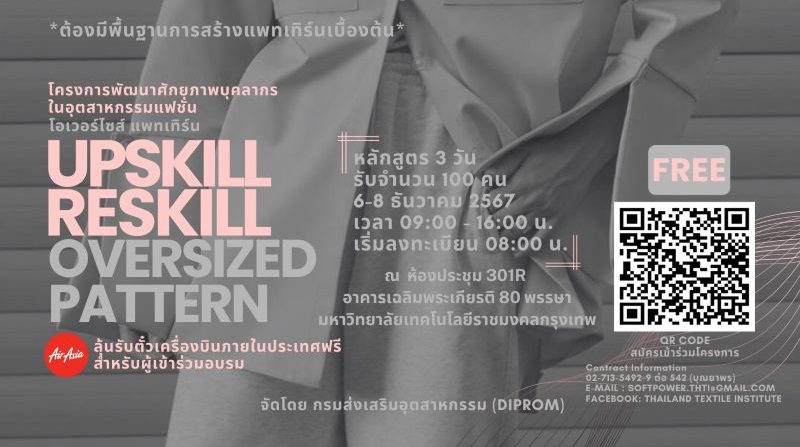 *ต้องมีพื้นฐานการสร้างแพทเทิร์นเบื้องต้น*
โครงการพัฒนาศักยภาพบุคลากร
ในอุตสาหกรรมแฟชั่น
โอเวอร์ไซส์ แพทเทิร์น
UPSKILL
RESKILL
OVERSIZED
PATTERN
AirAsia
ลุ้นรับตั๋วเครื่องบินภายในประเทศฟรี
สำหรับผู้เข้าร่วมอบรม
หลักสูตร 3 วัน
รับจำนวน 100 คน
6-8 ธันวาคม 2567
เวลา 09:00 - 16:00 น.
เริ่มลงทะเบียน 08:00 น.
ณ ห้องประชุม 301R
อาคารเฉลิมพระเกียรติ 80 พรรษา
มหาวิทยาลัยเทคโนโลยีราชมงคลกรุงเทพ
จัดโดย กรมส่งเสริมอุตสาหกรรม (DIPROM)
FREE
QR CODE
สมัครเข้าร่วมโครงการ
Contract Information
02-713-5492-9 ต่อ 542 (บุณยาพร)
E-MAIL : SOFTPOWER.THTI@GMAIL.COM
FACEBOOK: THAILAND TEXTILE INSTITUTE